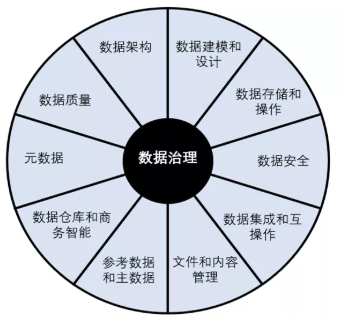 数据架构
数据建模和
设计
数据存储和
操作
数据安全
数据集成和互
操作
文件和内容
管理
参考数据
和主数据
数据仓库和商
务智能
元数据
数据质量
数据治理